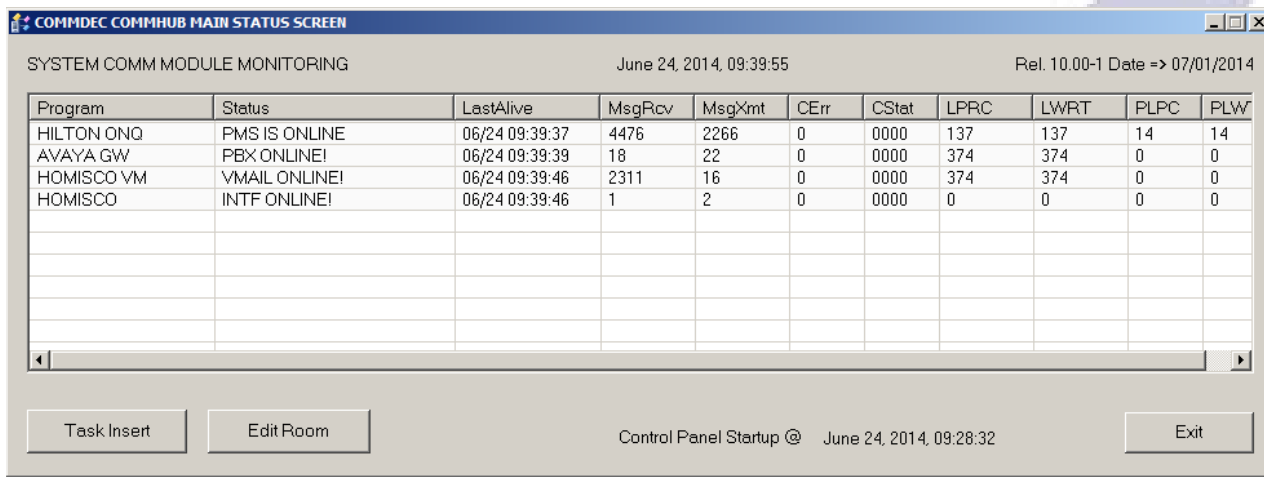 COMMDEC COMMHUB MAIN STATUS SCREEN
SYSTEM COMM MODULE MONITORING June 24, 2014, 09:39:55 Rel. 10.00-1 Date => 07/01/2014
Program Status LastAlive MsgRcv MsgXmt CErr CStat LPRC LWRT PLPC PLWT
HILTON ONQ PMS IS ONLINE 06/24 09:39:37 4476 2266 0 0000 137 137 14 14
AVAYA GW PBX ONLINE! 06/24 09:39:39 18 22 0 0000 374 374 0 0
HOMISCO VM VMAIL ONLINE! 06/24 09:39:46 2311 16 0 0000 374 374 0 0
HOMISCO INTF ONLINE! 06/24 09:39:46 1 2 0 0000 0 0 0 0
Task Insert Edit Room Control Panel Startup @ June 24, 2014, 09:28:32 Exit